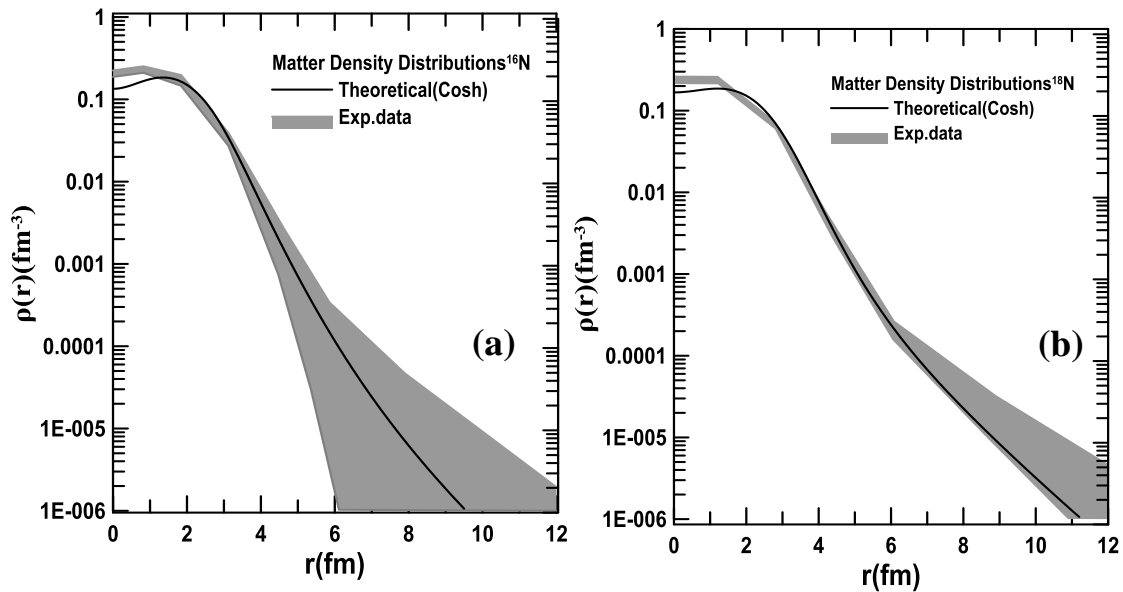 1
0.1
0.01
0.001
0.0001
1E-005
1E-006
ρ(r)(fm⁻³)
Matter Density Distributions¹⁶N
Theoretical(Cosh)
Exp.data
(a)
0 2 4 6 8 10 12
r(fm)
1
0.1
0.01
0.001
0.0001
1E-005
1E-006
ρ(r)(fm⁻³)
Matter Density Distributions¹⁸N
Theoretical(Cosh)
Exp.data
(b)
0 2 4 6 8 10 12
r(fm)